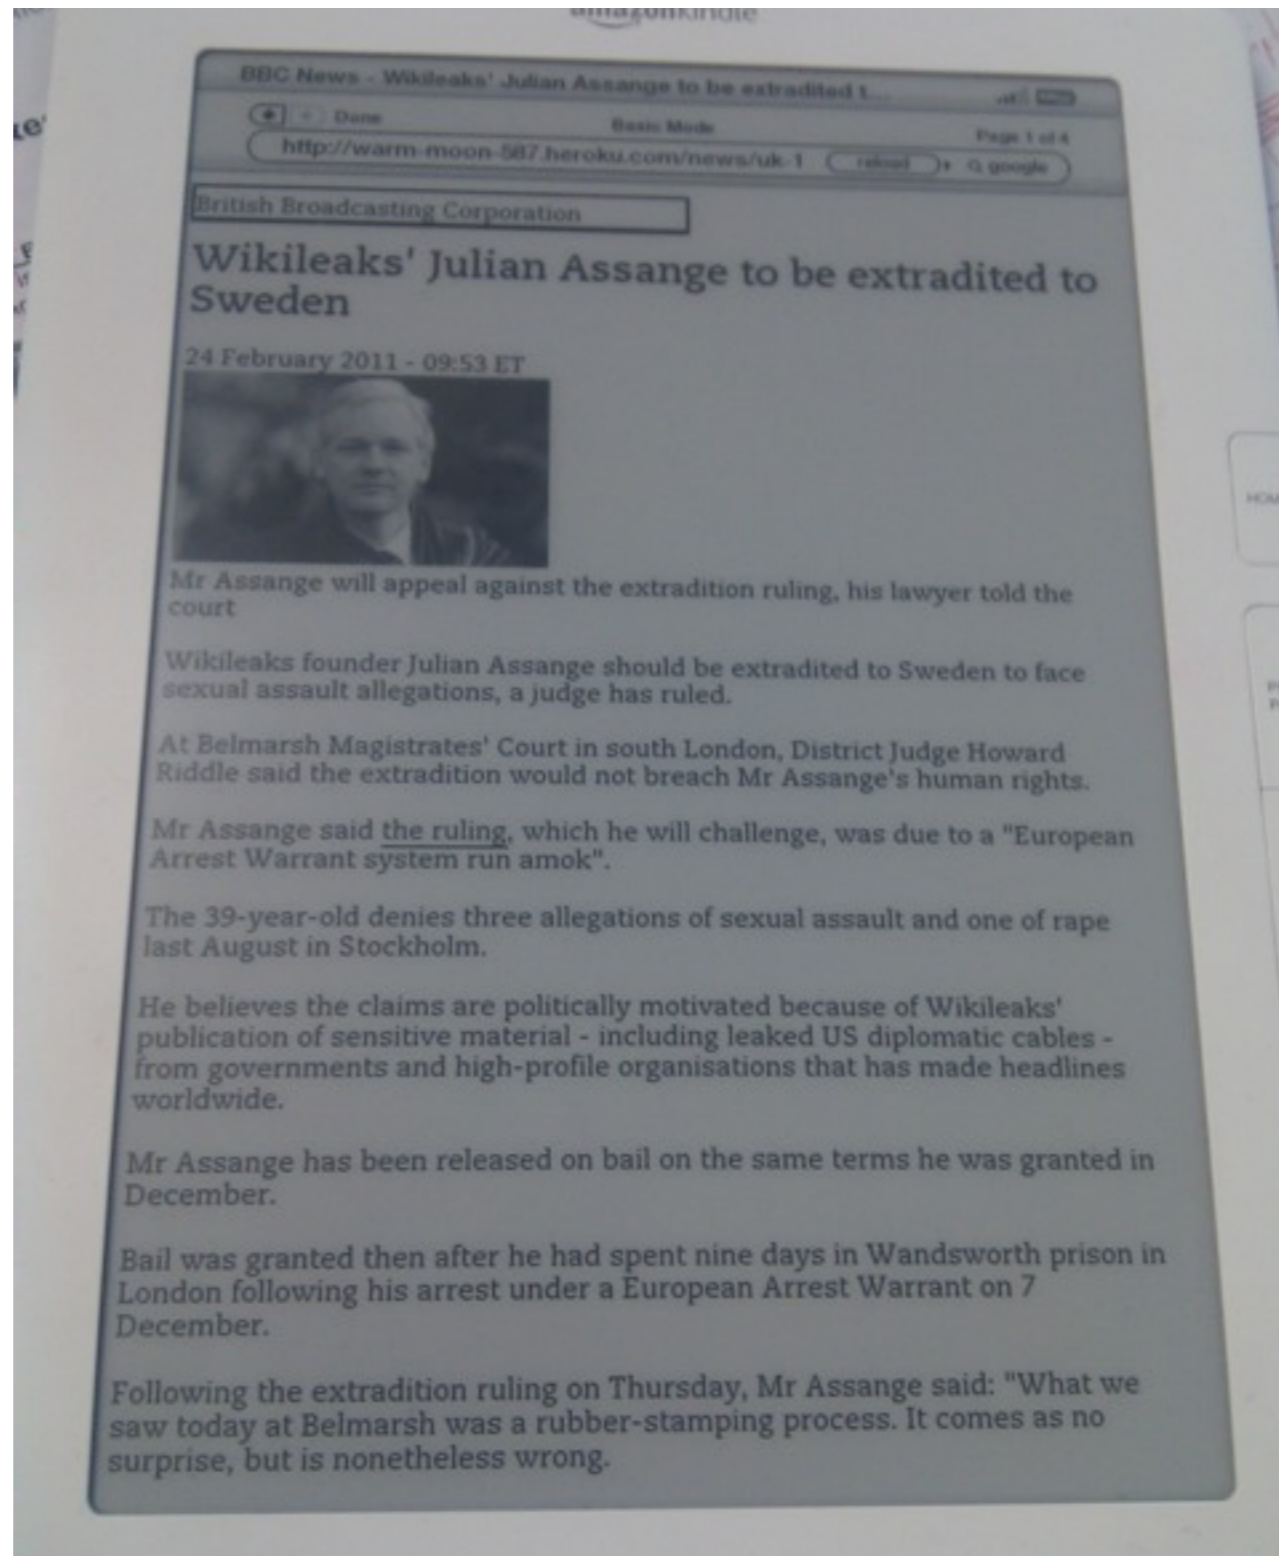 amazonkindle
BBC News - Wikileaks' Julian Assange to be extradited t...
Done Basic Mode Page 1 of 4
http://warm-moon-587.heroku.com/news/uk-1 reload google
British Broadcasting Corporation
Wikileaks' Julian Assange to be extradited to
Sweden
24 February 2011 - 09:53 ET
Mr Assange will appeal against the extradition ruling, his lawyer told the
court
Wikileaks founder Julian Assange should be extradited to Sweden to face
sexual assault allegations, a judge has ruled.
At Belmarsh Magistrates' Court in south London, District Judge Howard
Riddle said the extradition would not breach Mr Assange's human rights.
Mr Assange said the ruling, which he will challenge, was due to a "European
Arrest Warrant system run amok".
The 39-year-old denies three allegations of sexual assault and one of rape
last August in Stockholm.
He believes the claims are politically motivated because of Wikileaks'
publication of sensitive material - including leaked US diplomatic cables -
from governments and high-profile organisations that has made headlines
worldwide.
Mr Assange has been released on bail on the same terms he was granted in
December.
Bail was granted then after he had spent nine days in Wandsworth prison in
London following his arrest under a European Arrest Warrant on 7
December.
Following the extradition ruling on Thursday, Mr Assange said: "What we
saw today at Belmarsh was a rubber-stamping process. It comes as no
surprise, but is nonetheless wrong.